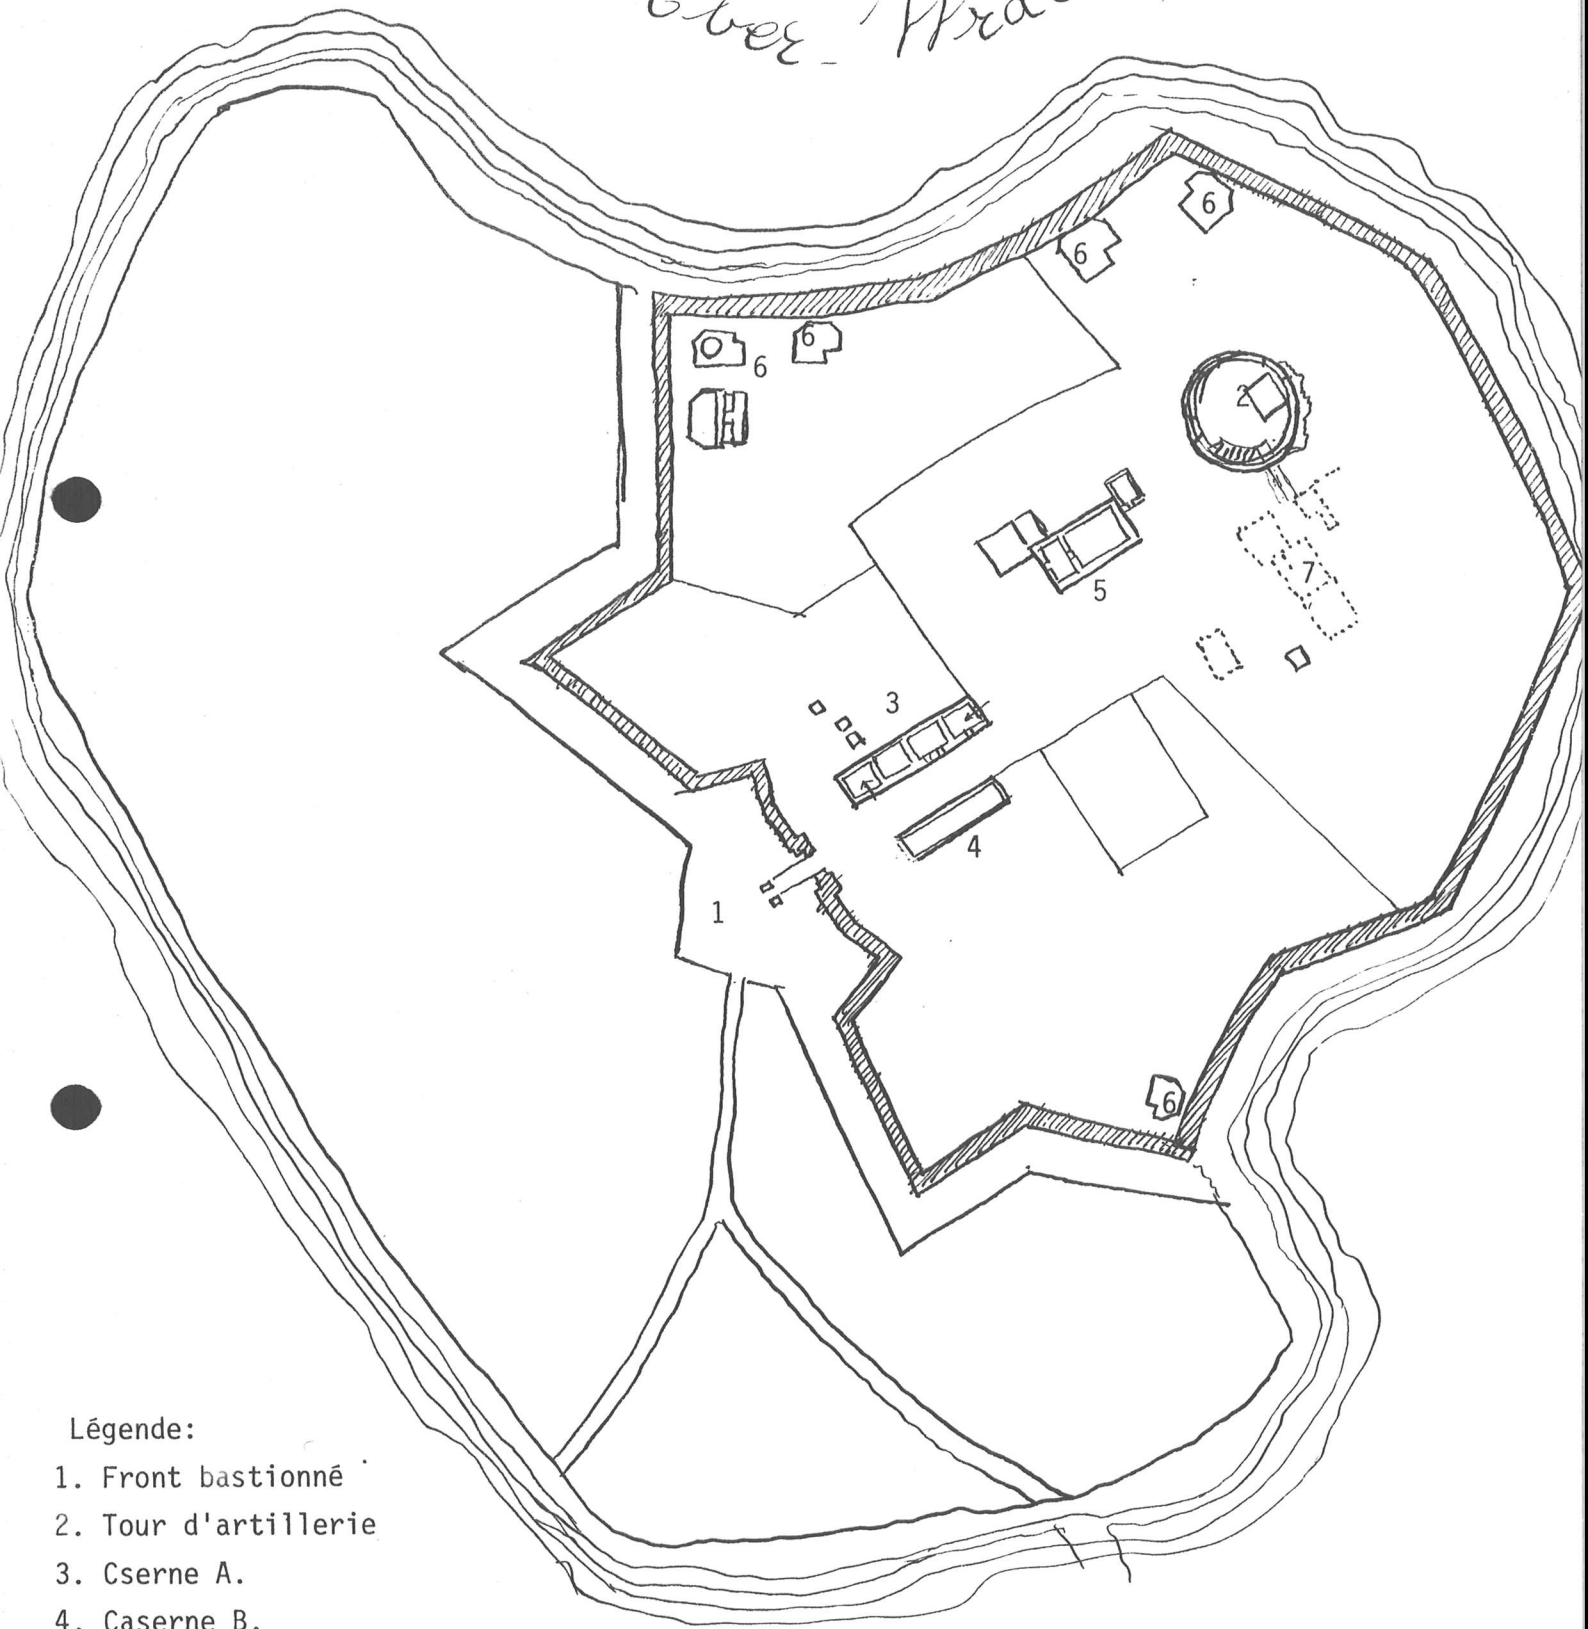 6
6
6
6
2
7
5
3
4
1
6
Légende:
1. Front bastionné
2. Tour d'artillerie
3. Cserne A.
4. Caserne B.